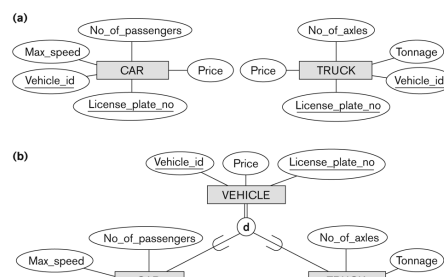 (a)
No_of_passengers
No_of_axles
Max_speed
Tonnage
CAR
Price
Price
TRUCK
Vehicle_id
Vehicle_id
License_plate_no
License_plate_no
(b)
Vehicle_id
Price
License_plate_no
VEHICLE
d
No_of_passengers
No_of_axles
Max_speed
Tonnage